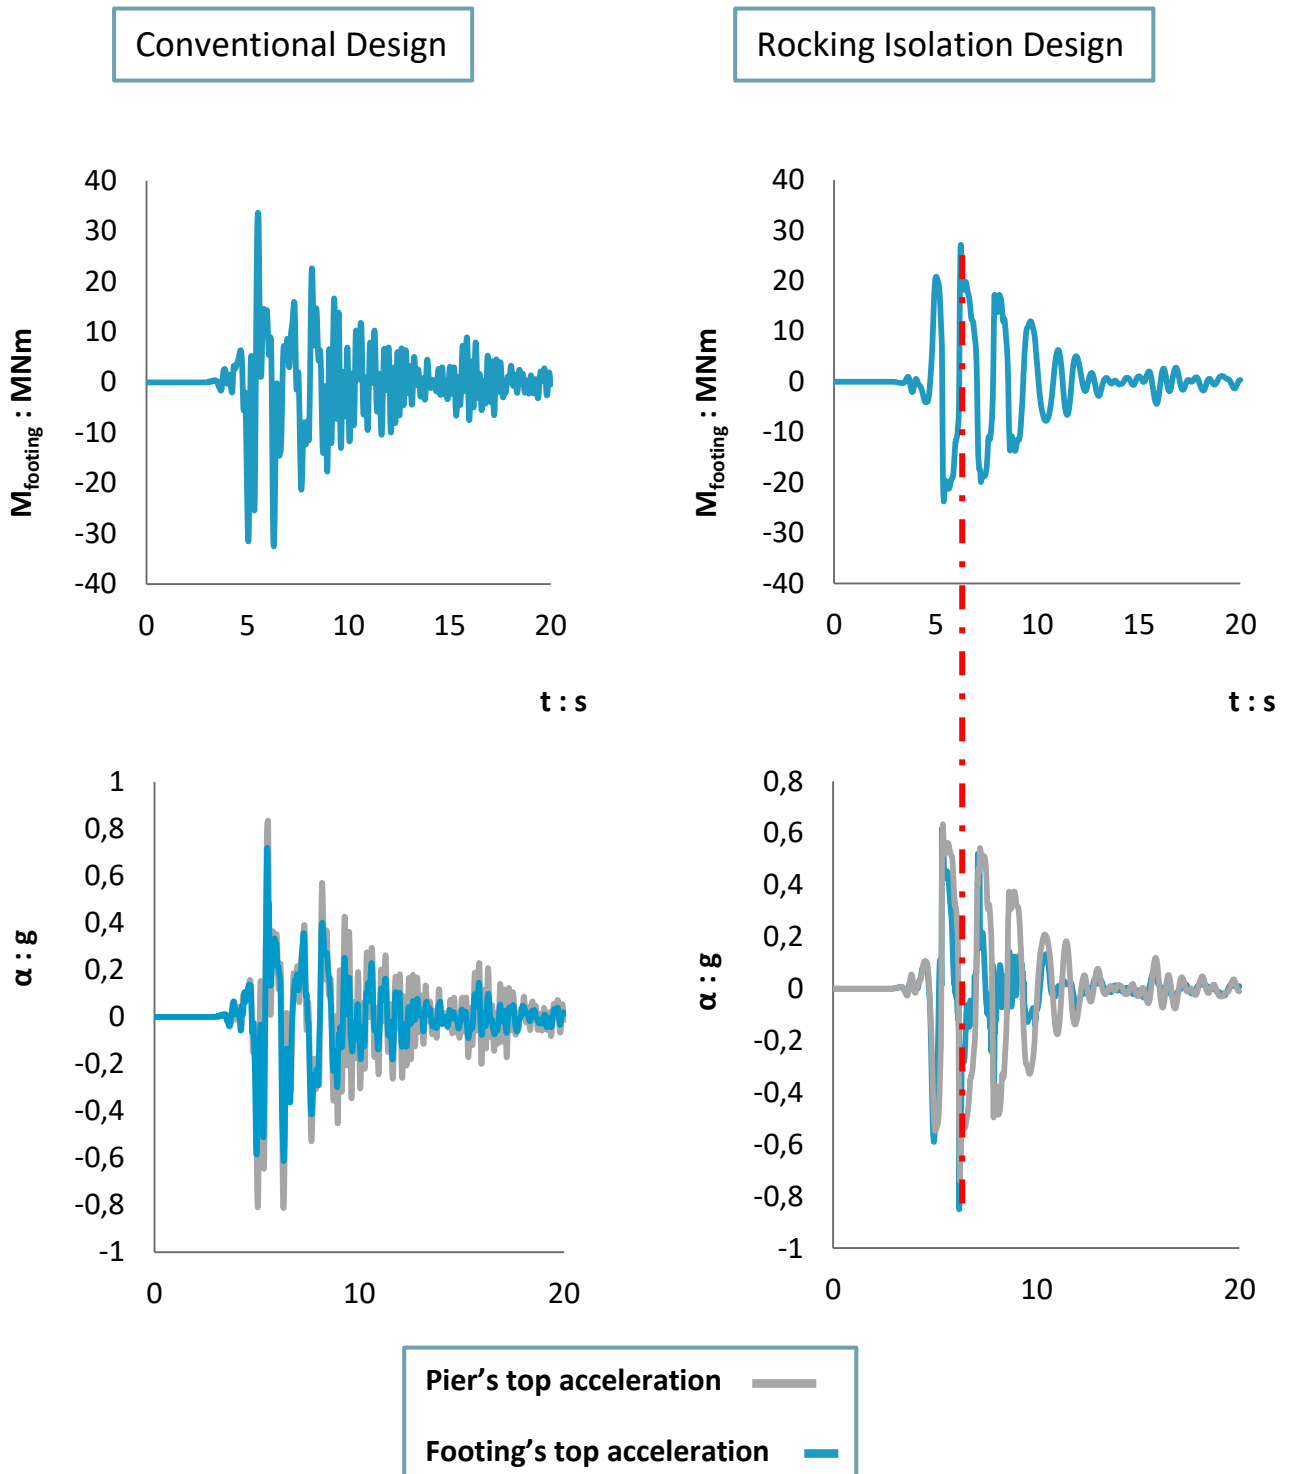 Conventional Design
Rocking Isolation Design
40
30
20
10
0
-10
-20
-30
-40
M footing : MNm
0 5 10 15 20
t : s
40
30
20
10
0
-10
-20
-30
-40
M footing : MNm
0 5 10 15 20
t : s
1
0,8
0,6
0,4
0,2
0
-0,2
-0,4
-0,6
-0,8
-1
α : g
0 10 20
0,8
0,6
0,4
0,2
0
-0,2
-0,4
-0,6
-0,8
-1
α : g
0 10 20
Pier’s top acceleration
Footing’s top acceleration